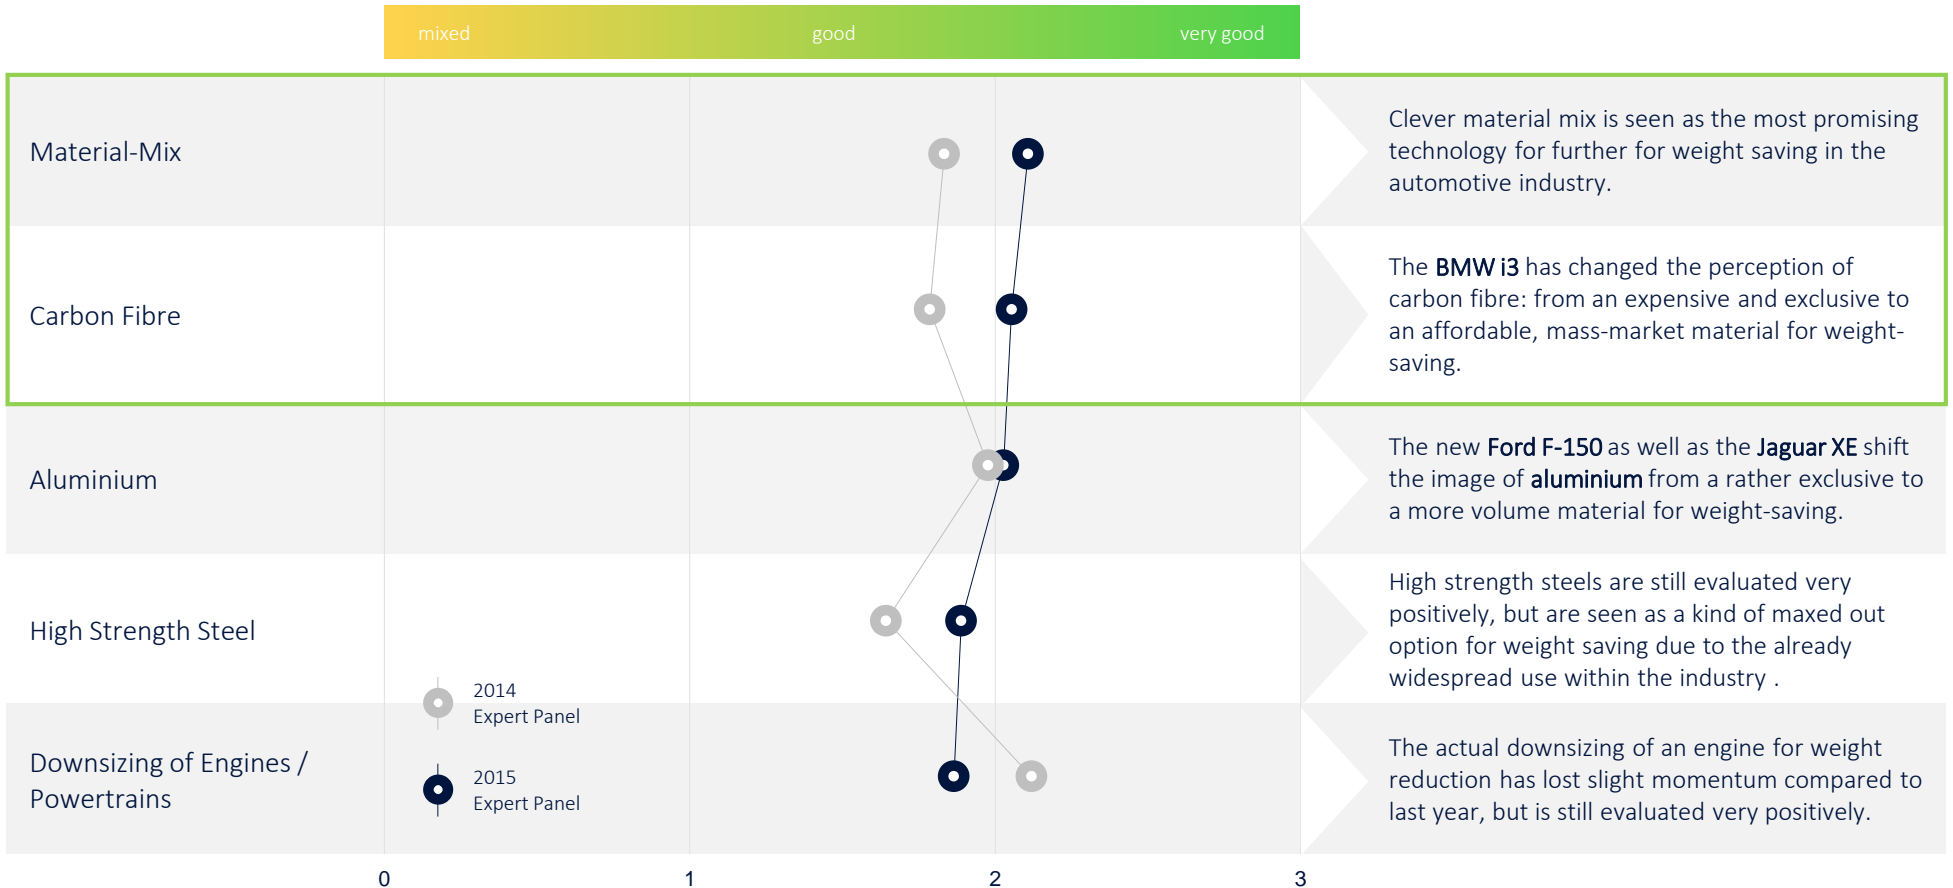 mixed
good
very good
Material-Mix
Clever material mix is seen as the most promising
technology for further for weight saving in the
automotive industry.
Carbon Fibre
The BMW i3 has changed the perception of
carbon fibre: from an expensive and exclusive to
an affordable, mass-market material for weight-
saving.
Aluminium
The new Ford F-150 as well as the Jaguar XE shift
the image of aluminium from a rather exclusive to
a more volume material for weight-saving.
High Strength Steel
High strength steels are still evaluated very
positively, but are seen as a kind of maxed out
option for weight saving due to the already
widespread use within the industry .
2014
Expert Panel
Downsizing of Engines /
Powertrains
2015
Expert Panel
The actual downsizing of an engine for weight
reduction has lost slight momentum compared to
last year, but is still evaluated very positively.
0
1
2
3